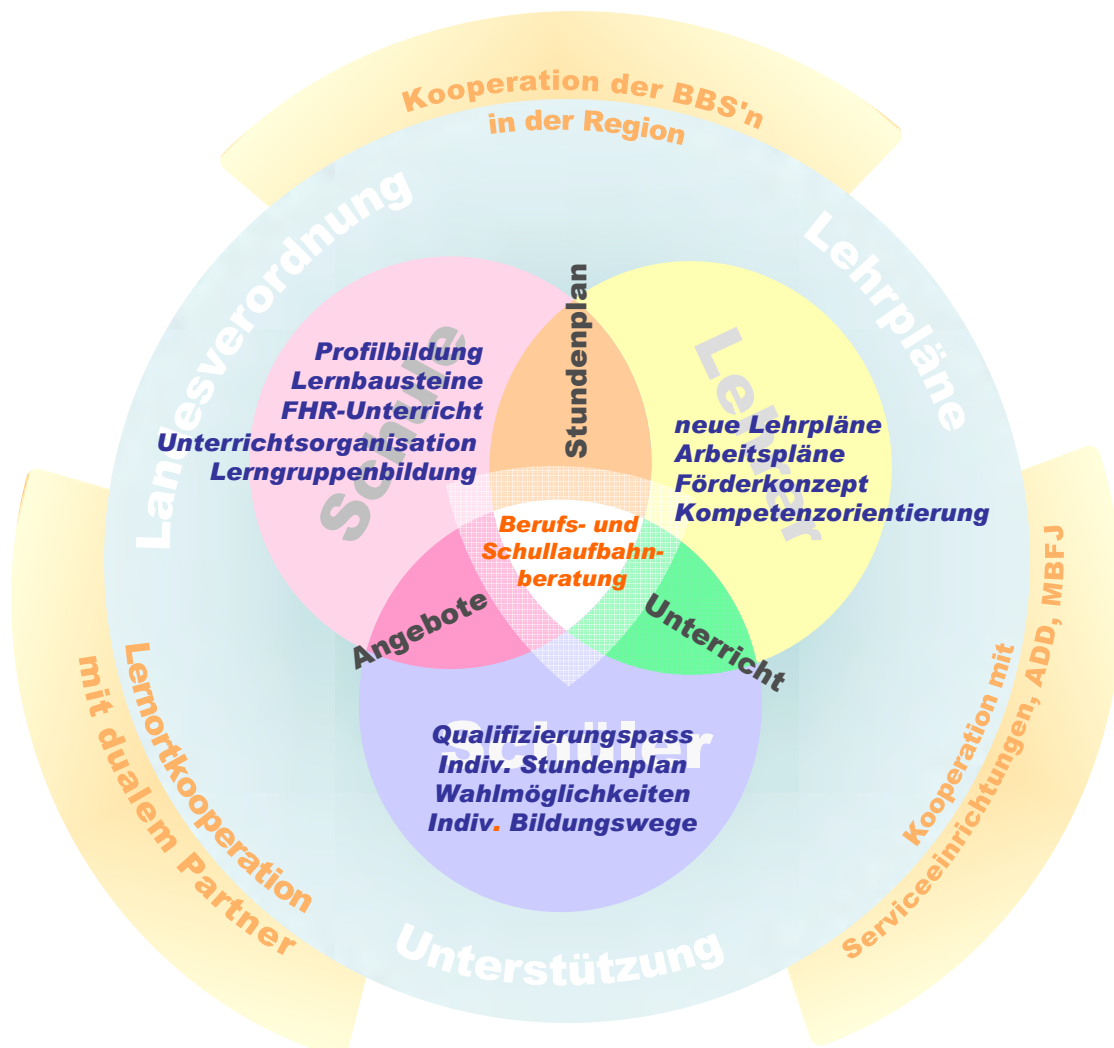 Kooperation der BBS'n
in der Region
Landesverordnung
Lehrpläne
Schule
Profilbildung
Lernbausteine
FHR-Unterricht
Unterrichtsorganisation
Lerngruppenbildung
Stundenplan
Lehrer
neue Lehrpläne
Arbeitspläne
Förderkonzept
Kompetenzorientierung
Berufs- und
Schullaufbahn-
beratung
Angebote
Unterricht
Schüler
Qualifizierungspass
Indiv. Stundenplan
Wahlmöglichkeiten
Indiv. Bildungswege
Lernortkooperation
mit dualem Partner
Kooperation mit
Serviceeinrichtungen, ADD, MBFJ
Unterstützung